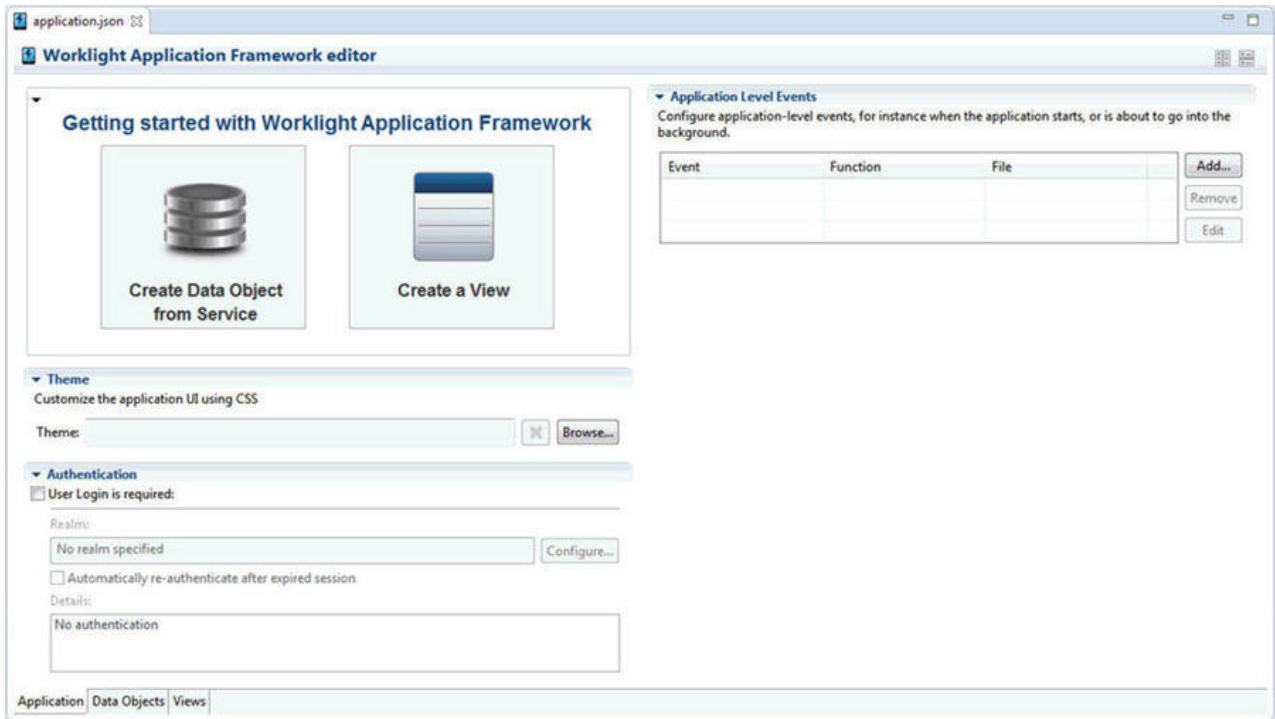 application.json
Worklight Application Framework editor
Getting started with Worklight Application Framework
Create Data Object
from Service
Create a View
Theme
Customize the application UI using CSS
Theme:
Browse...
Authentication
User Login is required:
Realm:
No realm specified
Configure...
Automatically re-authenticate after expired session
Details:
No authentication
Application Level Events
Configure application-level events, for instance when the application starts, or is about to go into the
background.
Event Function File
Add...
Remove
Edit
Application Data Objects Views